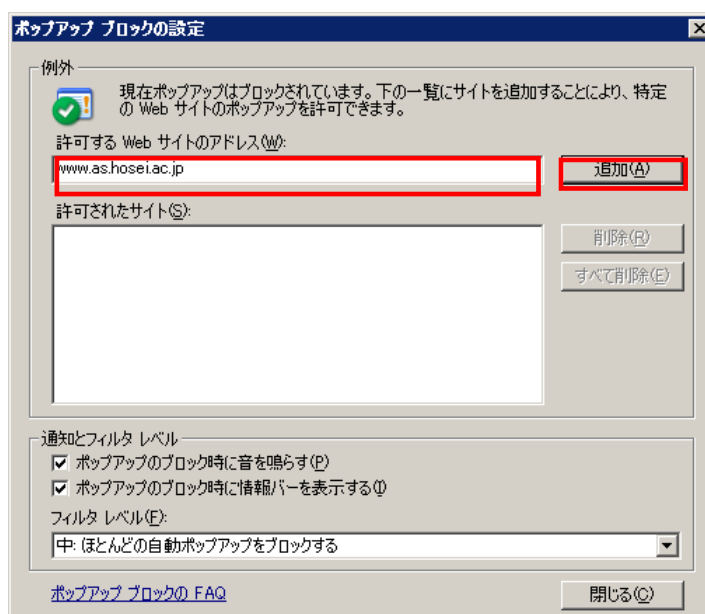 ポップアップ ブロックの設定
例外
現在ポップアップはブロックされています。下の一覧にサイトを追加することにより、特定
の Web サイトのポップアップを許可できます。
許可する Web サイトのアドレス(W):
www.as.hosei.ac.jp
追加(A)
許可されたサイト(S):
削除(R)
すべて削除(E)
通知とフィルタ レベル
ポップアップのブロック時に音を鳴らす(P)
ポップアップのブロック時に情報バーを表示する(I)
フィルタ レベル(F):
中: ほとんどの自動ポップアップをブロックする
ポップアップ ブロックの FAQ
閉じる(C)